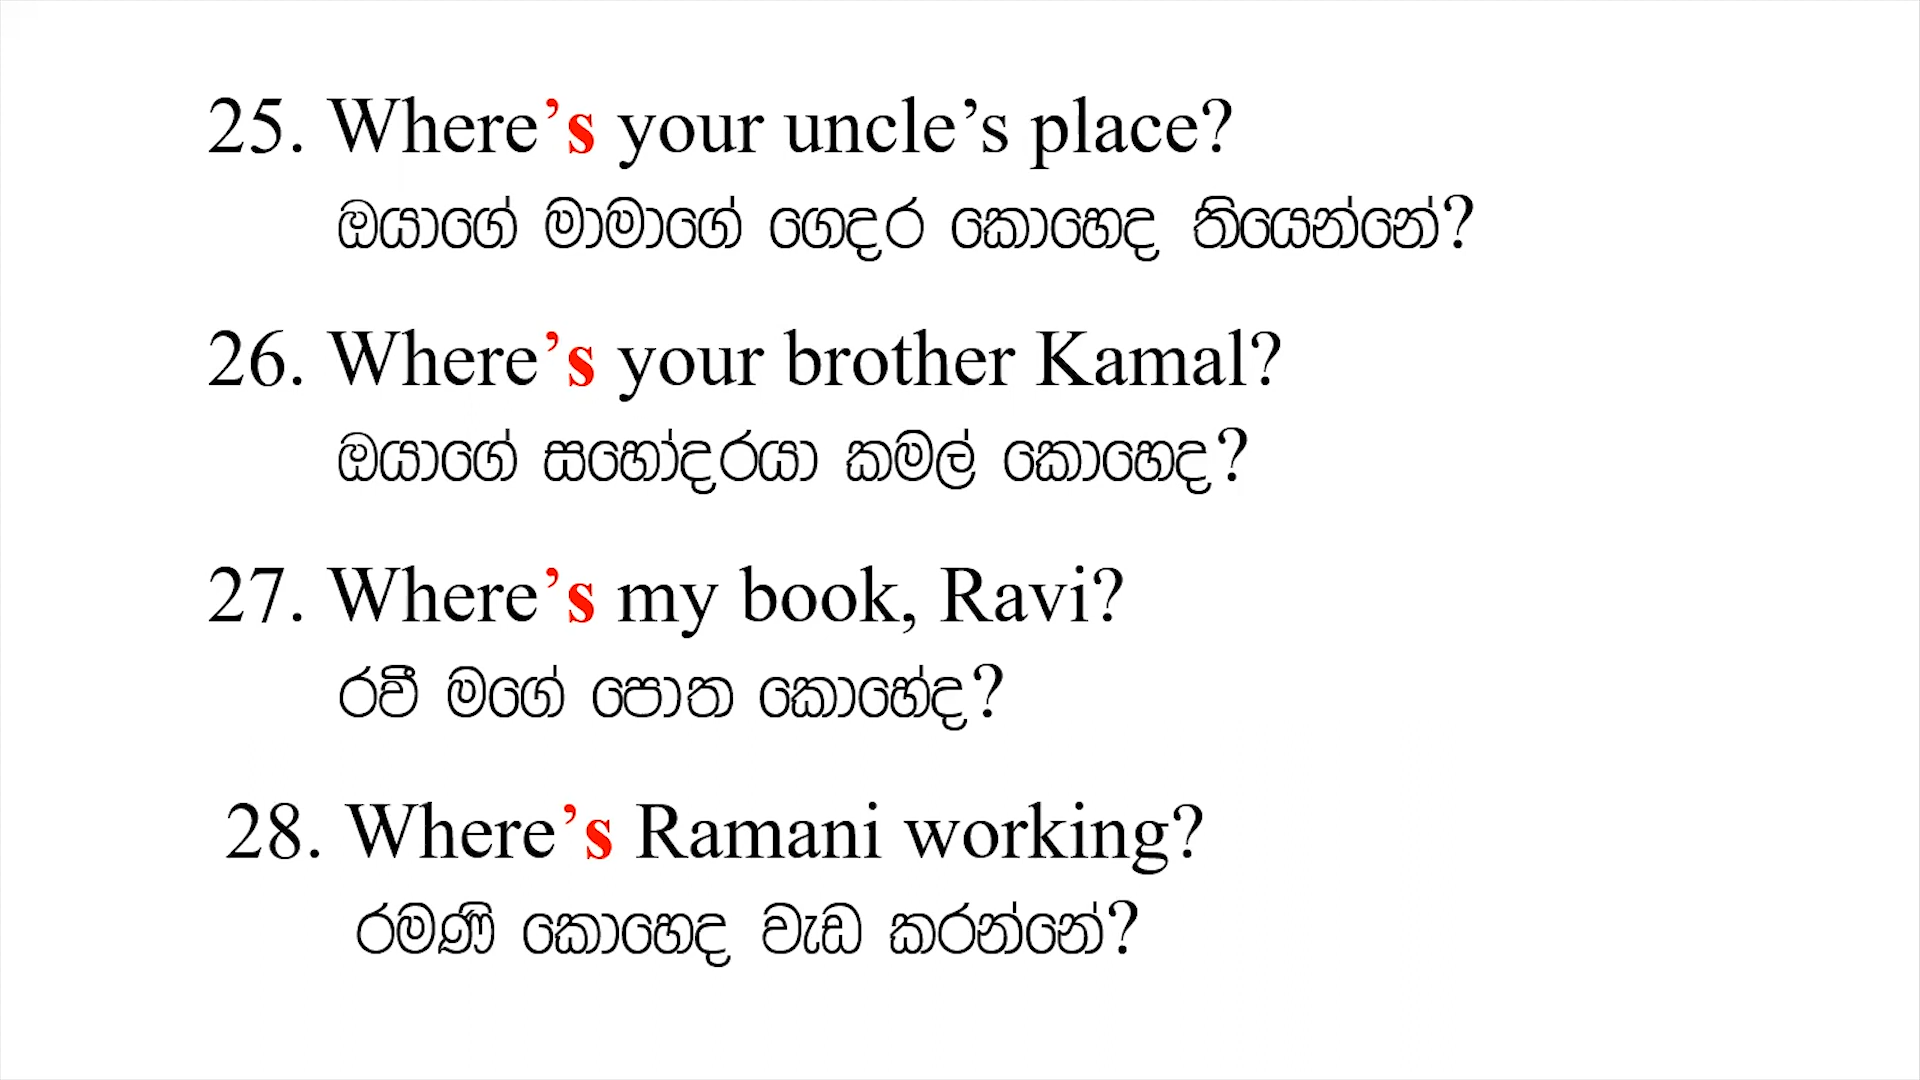 25. Where’s your uncle’s place?
ඔයාගේ මාමාගේ ගෙදර කොහෙද තියෙන්නේ?
26. Where’s your brother Kamal?
ඔයාගේ සහෝදරයා කමල් කොහෙද?
27. Where’s my book, Ravi?
රවී මගේ පොත කොහේද?
28. Where’s Ramani working?
රමණි කොහෙද වැඩ කරන්නේ?